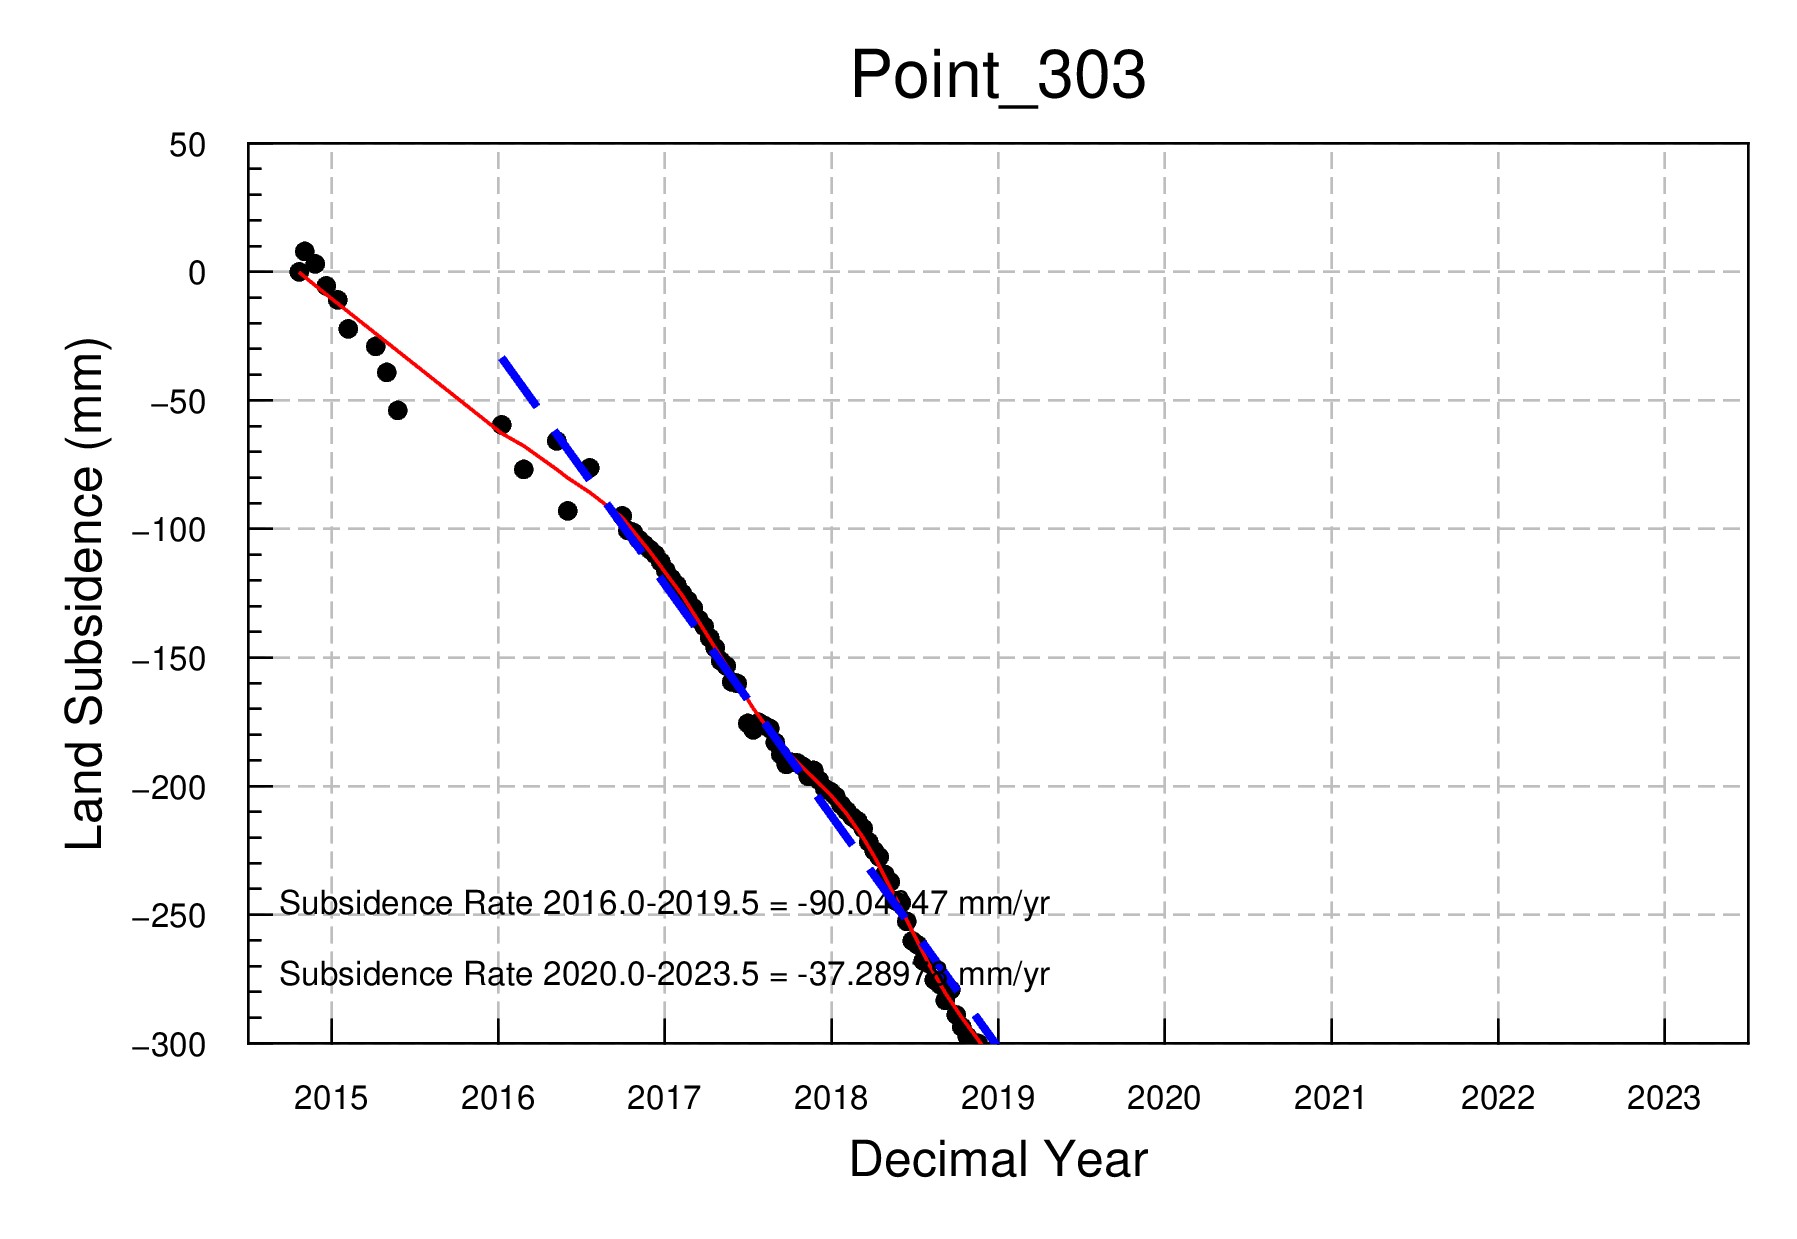 Point_303
50
0
−50
−100
−150
−200
−250
−300
Land Subsidence (mm)
Subsidence Rate 2016.0-2019.5 = mm/yr
Subsidence Rate 2020.0-2023.5 = mm/yr
2015 2016 2017 2018 2019 2020 2021 2022 2023
Decimal Year